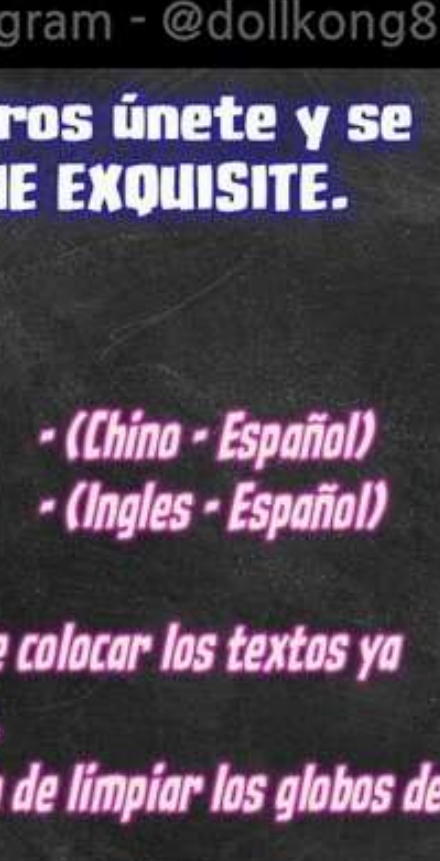 gram - @dollkong8
ros únete y se
E EXQUISITE.
- (Chino - Español)
- (Ingles - Español)
e colocar los textos ya
de limpiar los globos de